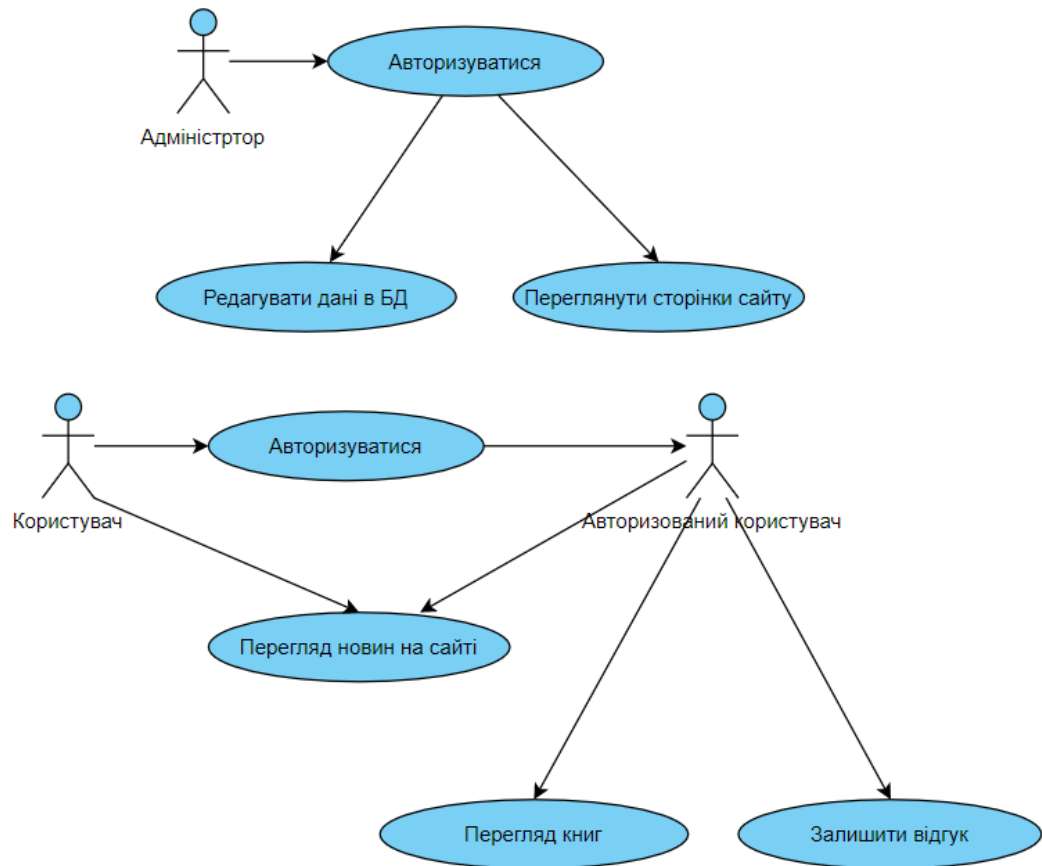 Авторизуватися
Адміністртор
Редагувати дані в БД
Переглянути сторінки сайту
Авторизуватися
Користувач
Авторизований користувач
Перегляд новин на сайті
Перегляд книг
Залишити відгук